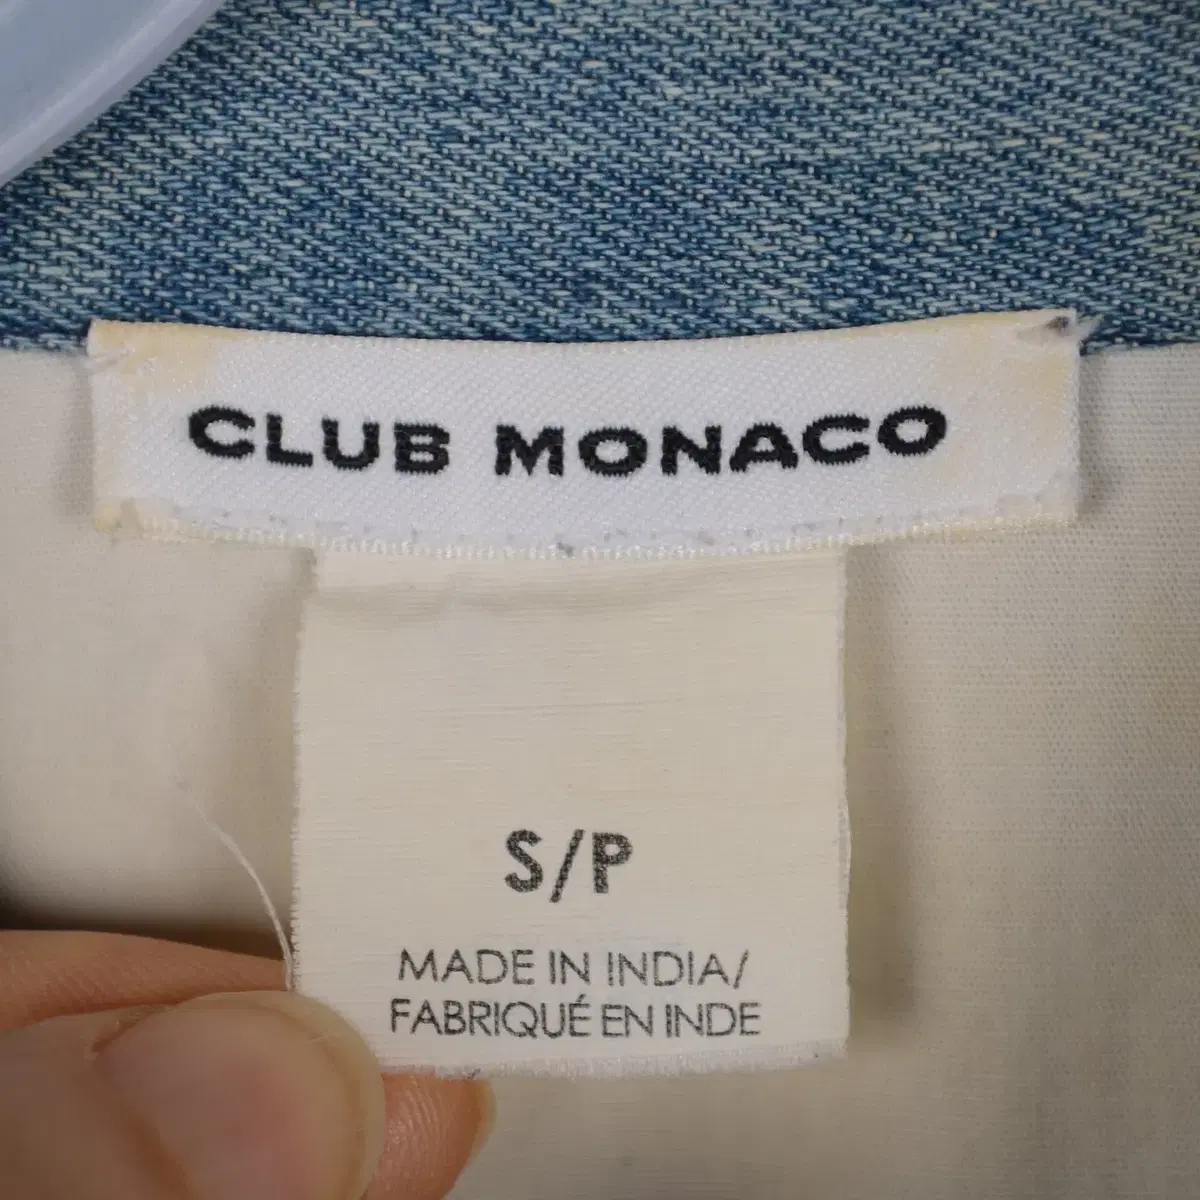 CLUB MONACO
S/P
MADE IN INDIA/
FABRIQUÉ EN INDE